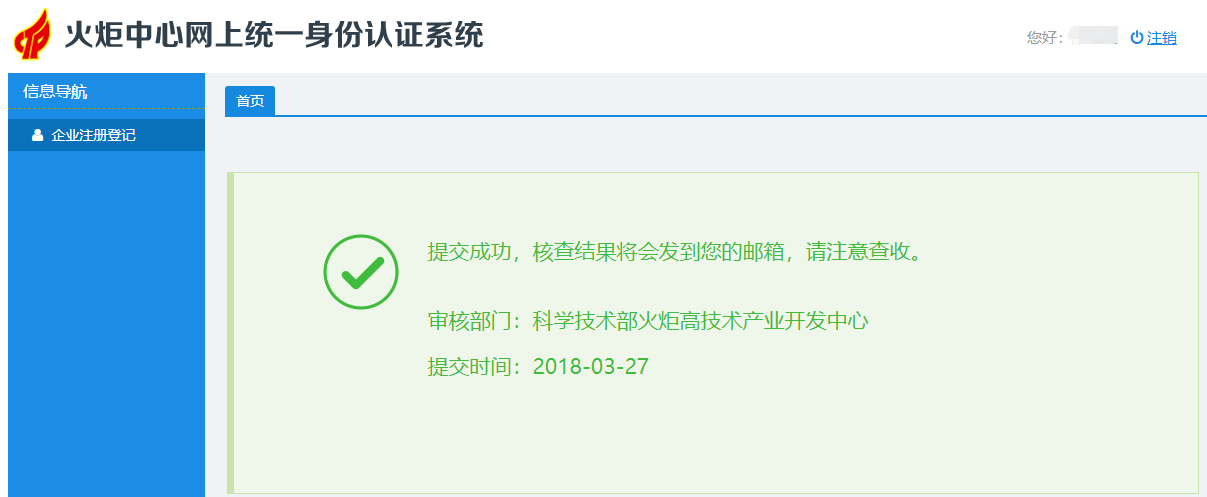 火炬中心网上统一身份认证系统
您好：
注销
信息导航
首页
企业注册登记
提交成功，核查结果将会发到您的邮箱，请注意查收。
审核部门：科学技术部火炬高技术产业开发中心
提交时间：2018-03-27